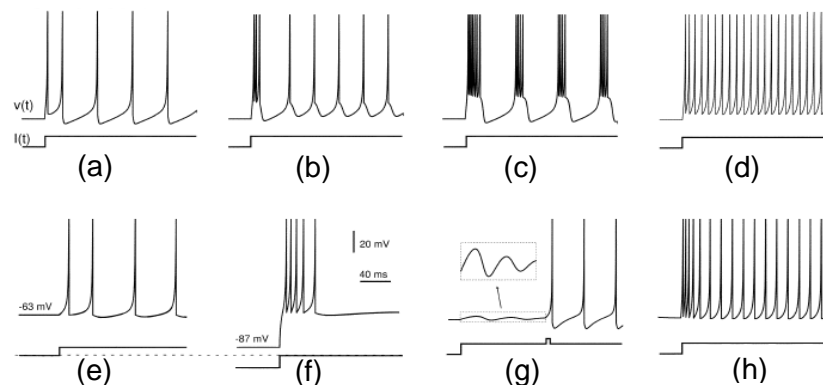 v(t)
I(t)
(a)
(b)
(c)
(d)
20 mV
40 ms
-63 mV
-87 mV
(e)
(f)
(g)
(h)